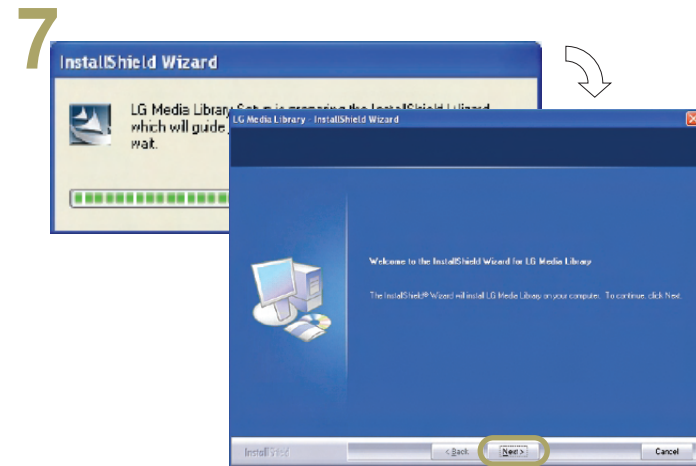 7
InstallShield Wizard
LG Media Library Setup is preparing the InstallShield Wizard
which will guide
wait.
LG Media Library - InstallShield Wizard
Welcome to the InstallShield Wizard for LG Media Library
The InstallShield® Wizard will install LG Media Library on your computer. To continue, click Next.
InstallShield
< Back
Next >
Cancel